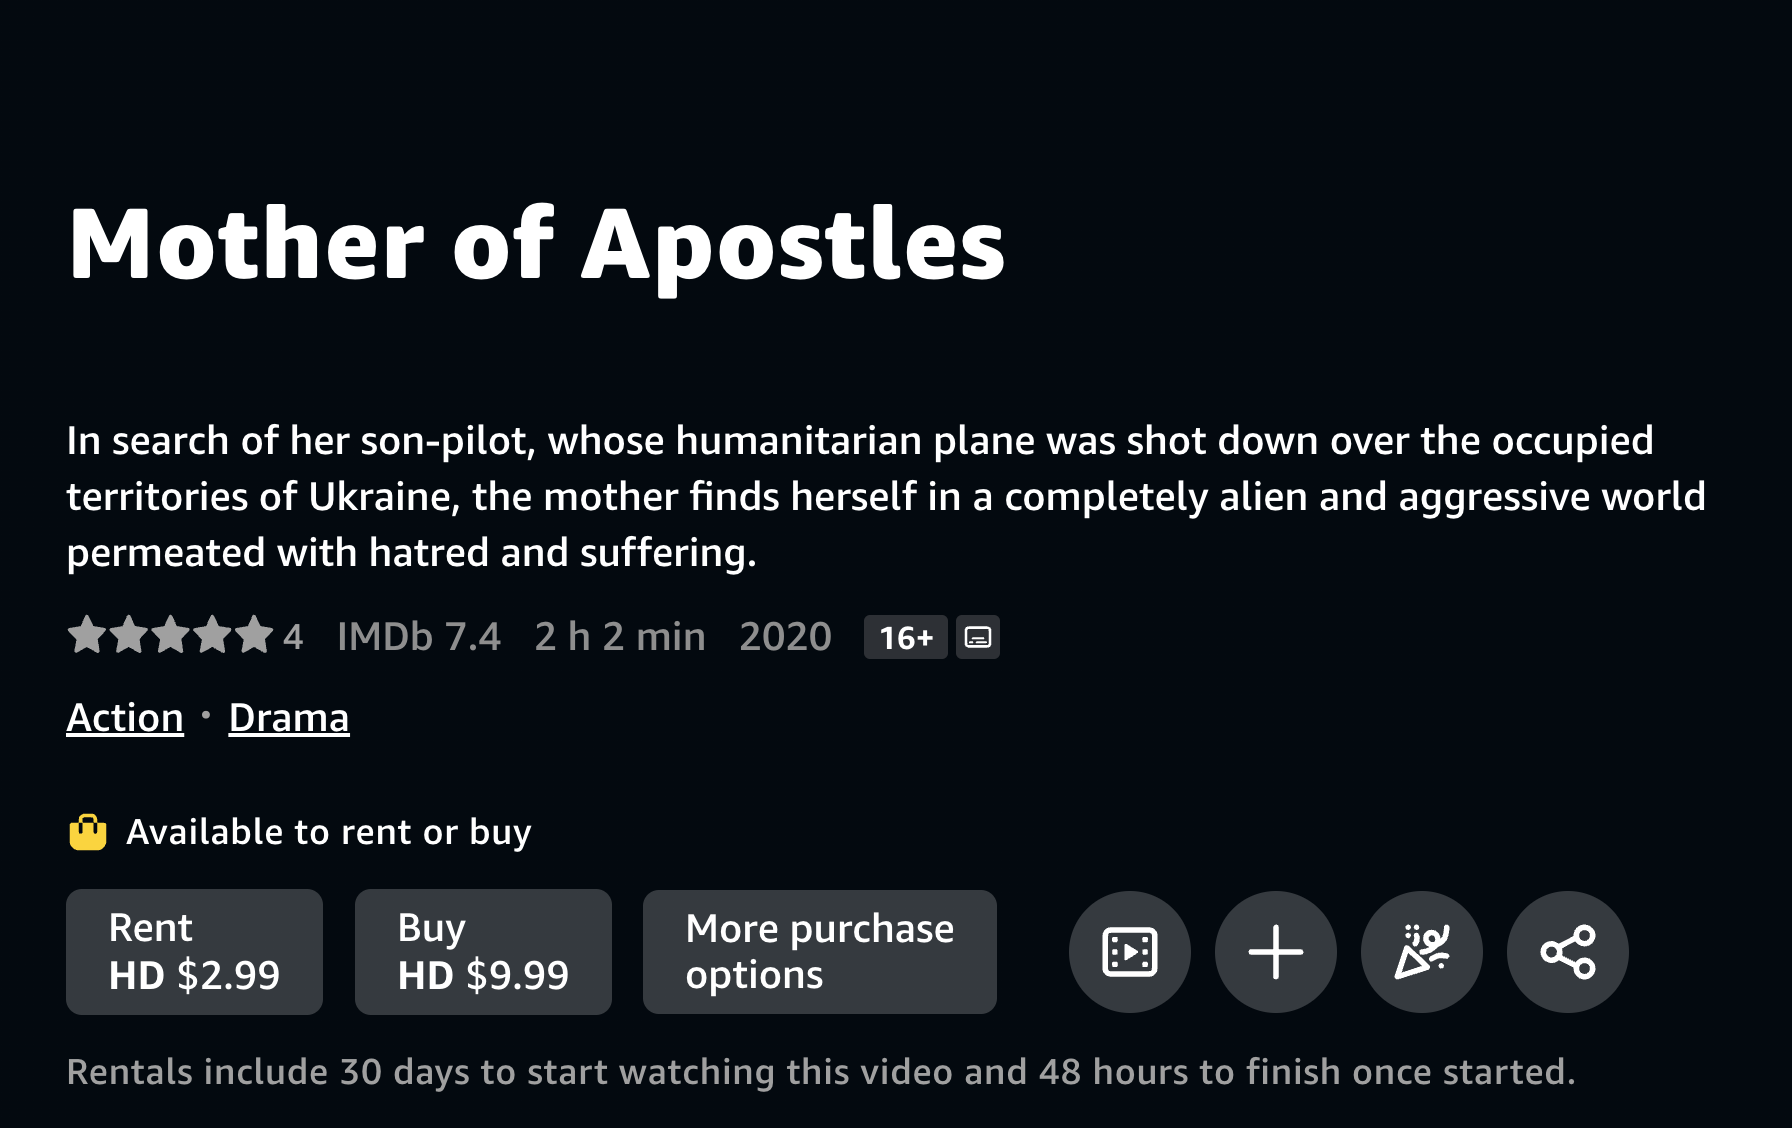 Mother of Apostles
In search of her son-pilot, whose humanitarian plane was shot down over the occupied
territories of Ukraine, the mother finds herself in a completely alien and aggressive world
permeated with hatred and suffering.
4 IMDb 7.4 2 h 2 min 2020 16+
Action · Drama
Available to rent or buy
Rent
HD $2.99
Buy
HD $9.99
More purchase
options
Rentals include 30 days to start watching this video and 48 hours to finish once started.